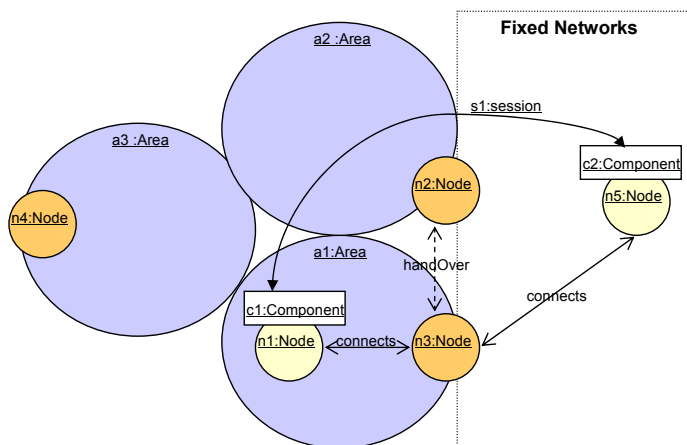 Fixed Networks
a2 :Area
s1:session
a3 :Area
c2:Component
n2:Node
n5:Node
n4:Node
a1:Area
handOver
connects
c1:Component
n1:Node
connects
n3:Node